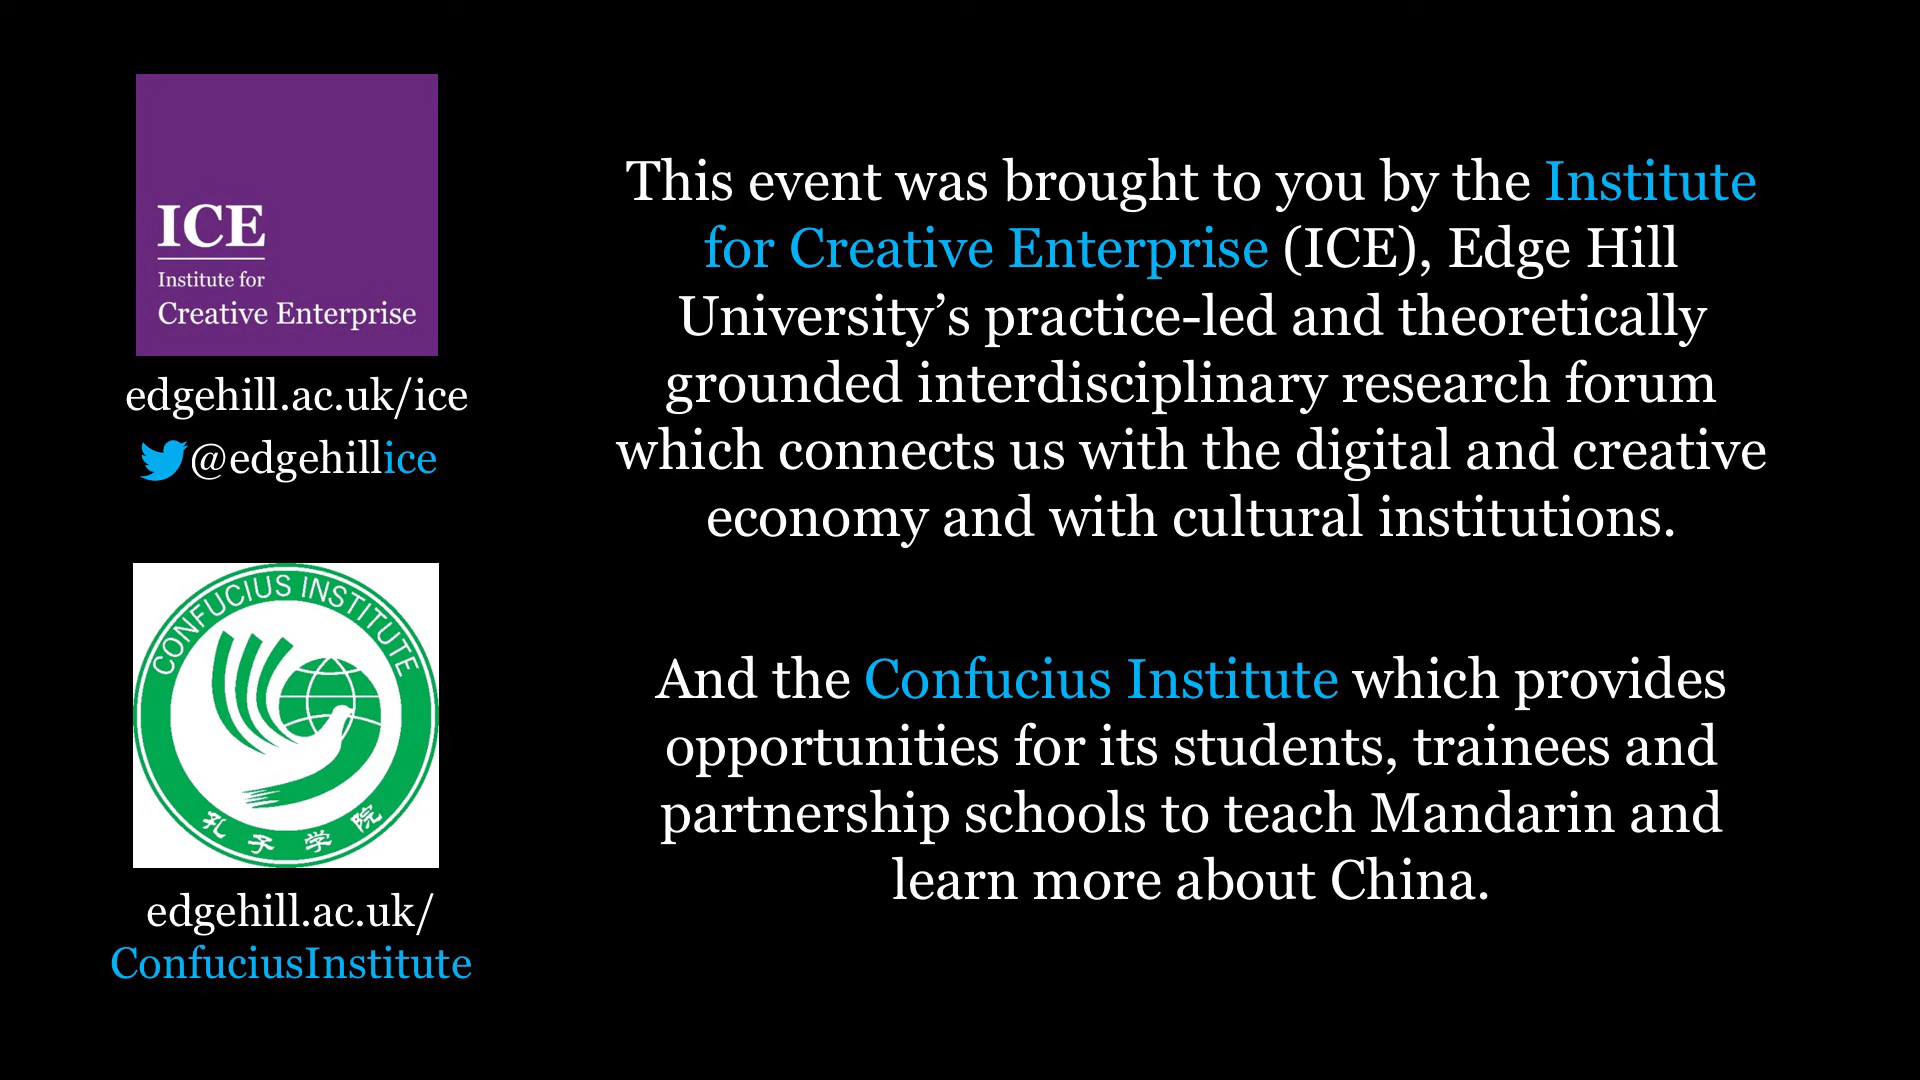 ICE
Institute for
Creative Enterprise
edgehill.ac.uk/ice
@edgehillice
CONFUCIUS INSTITUTE
孔子学院
edgehill.ac.uk/
ConfuciusInstitute
This event was brought to you by the Institute
for Creative Enterprise (ICE), Edge Hill
University’s practice-led and theoretically
grounded interdisciplinary research forum
which connects us with the digital and creative
economy and with cultural institutions.
And the Confucius Institute which provides
opportunities for its students, trainees and
partnership schools to teach Mandarin and
learn more about China.